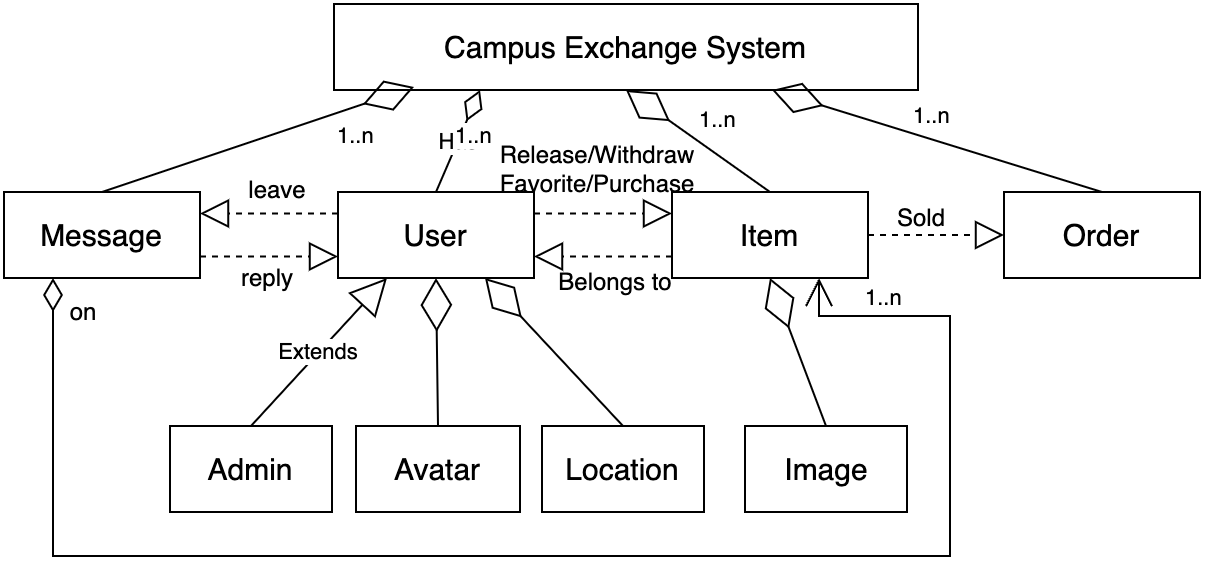 Campus Exchange System
1..n
1..n
1..n
1..n
Release/Withdraw
Favorite/Purchase
leave
Message
User
Item
Sold
Order
reply
Belongs to
on
1..n
Extends
Admin
Avatar
Location
Image